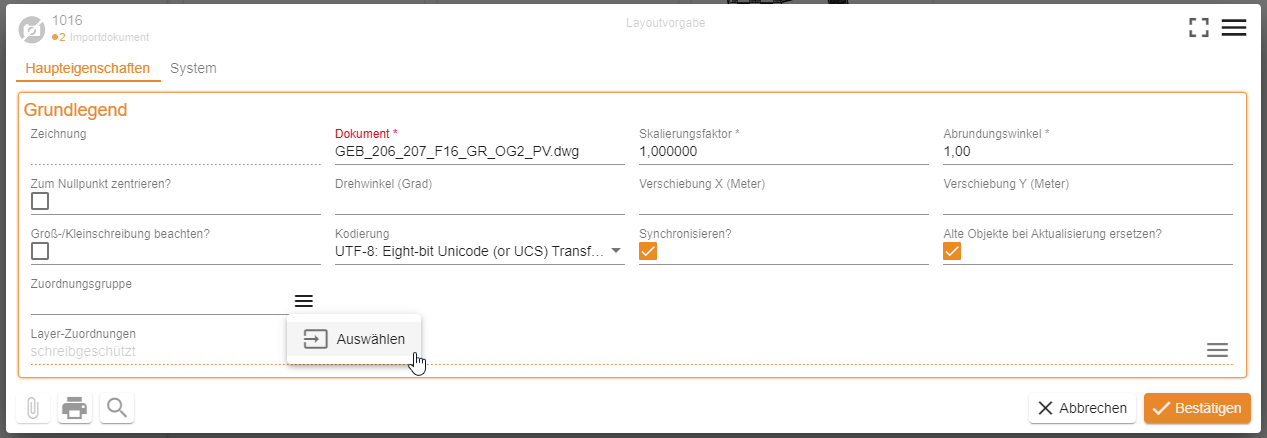 1016
Layoutvorgabe
2 Importdokument
Haupteigenschaften System
Grundlegend
Zeichnung Dokument * Skalierungsfaktor * Abrundungswinkel *
GEB_206_207_F16_GR_OG2_PV.dwg 1,000000 1,00
Zum Nullpunkt zentrieren? Drehwinkel (Grad) Verschiebung X (Meter) Verschiebung Y (Meter)
Groß-/Kleinschreibung beachten? Kodierung Synchronisieren? Alte Objekte bei Aktualisierung ersetzen?
UTF-8: Eight-bit Unicode (or UCS) Transf…
Zuordnungsgruppe
Auswählen
Layer-Zuordnungen
schreibgeschützt
Abbrechen Bestätigen